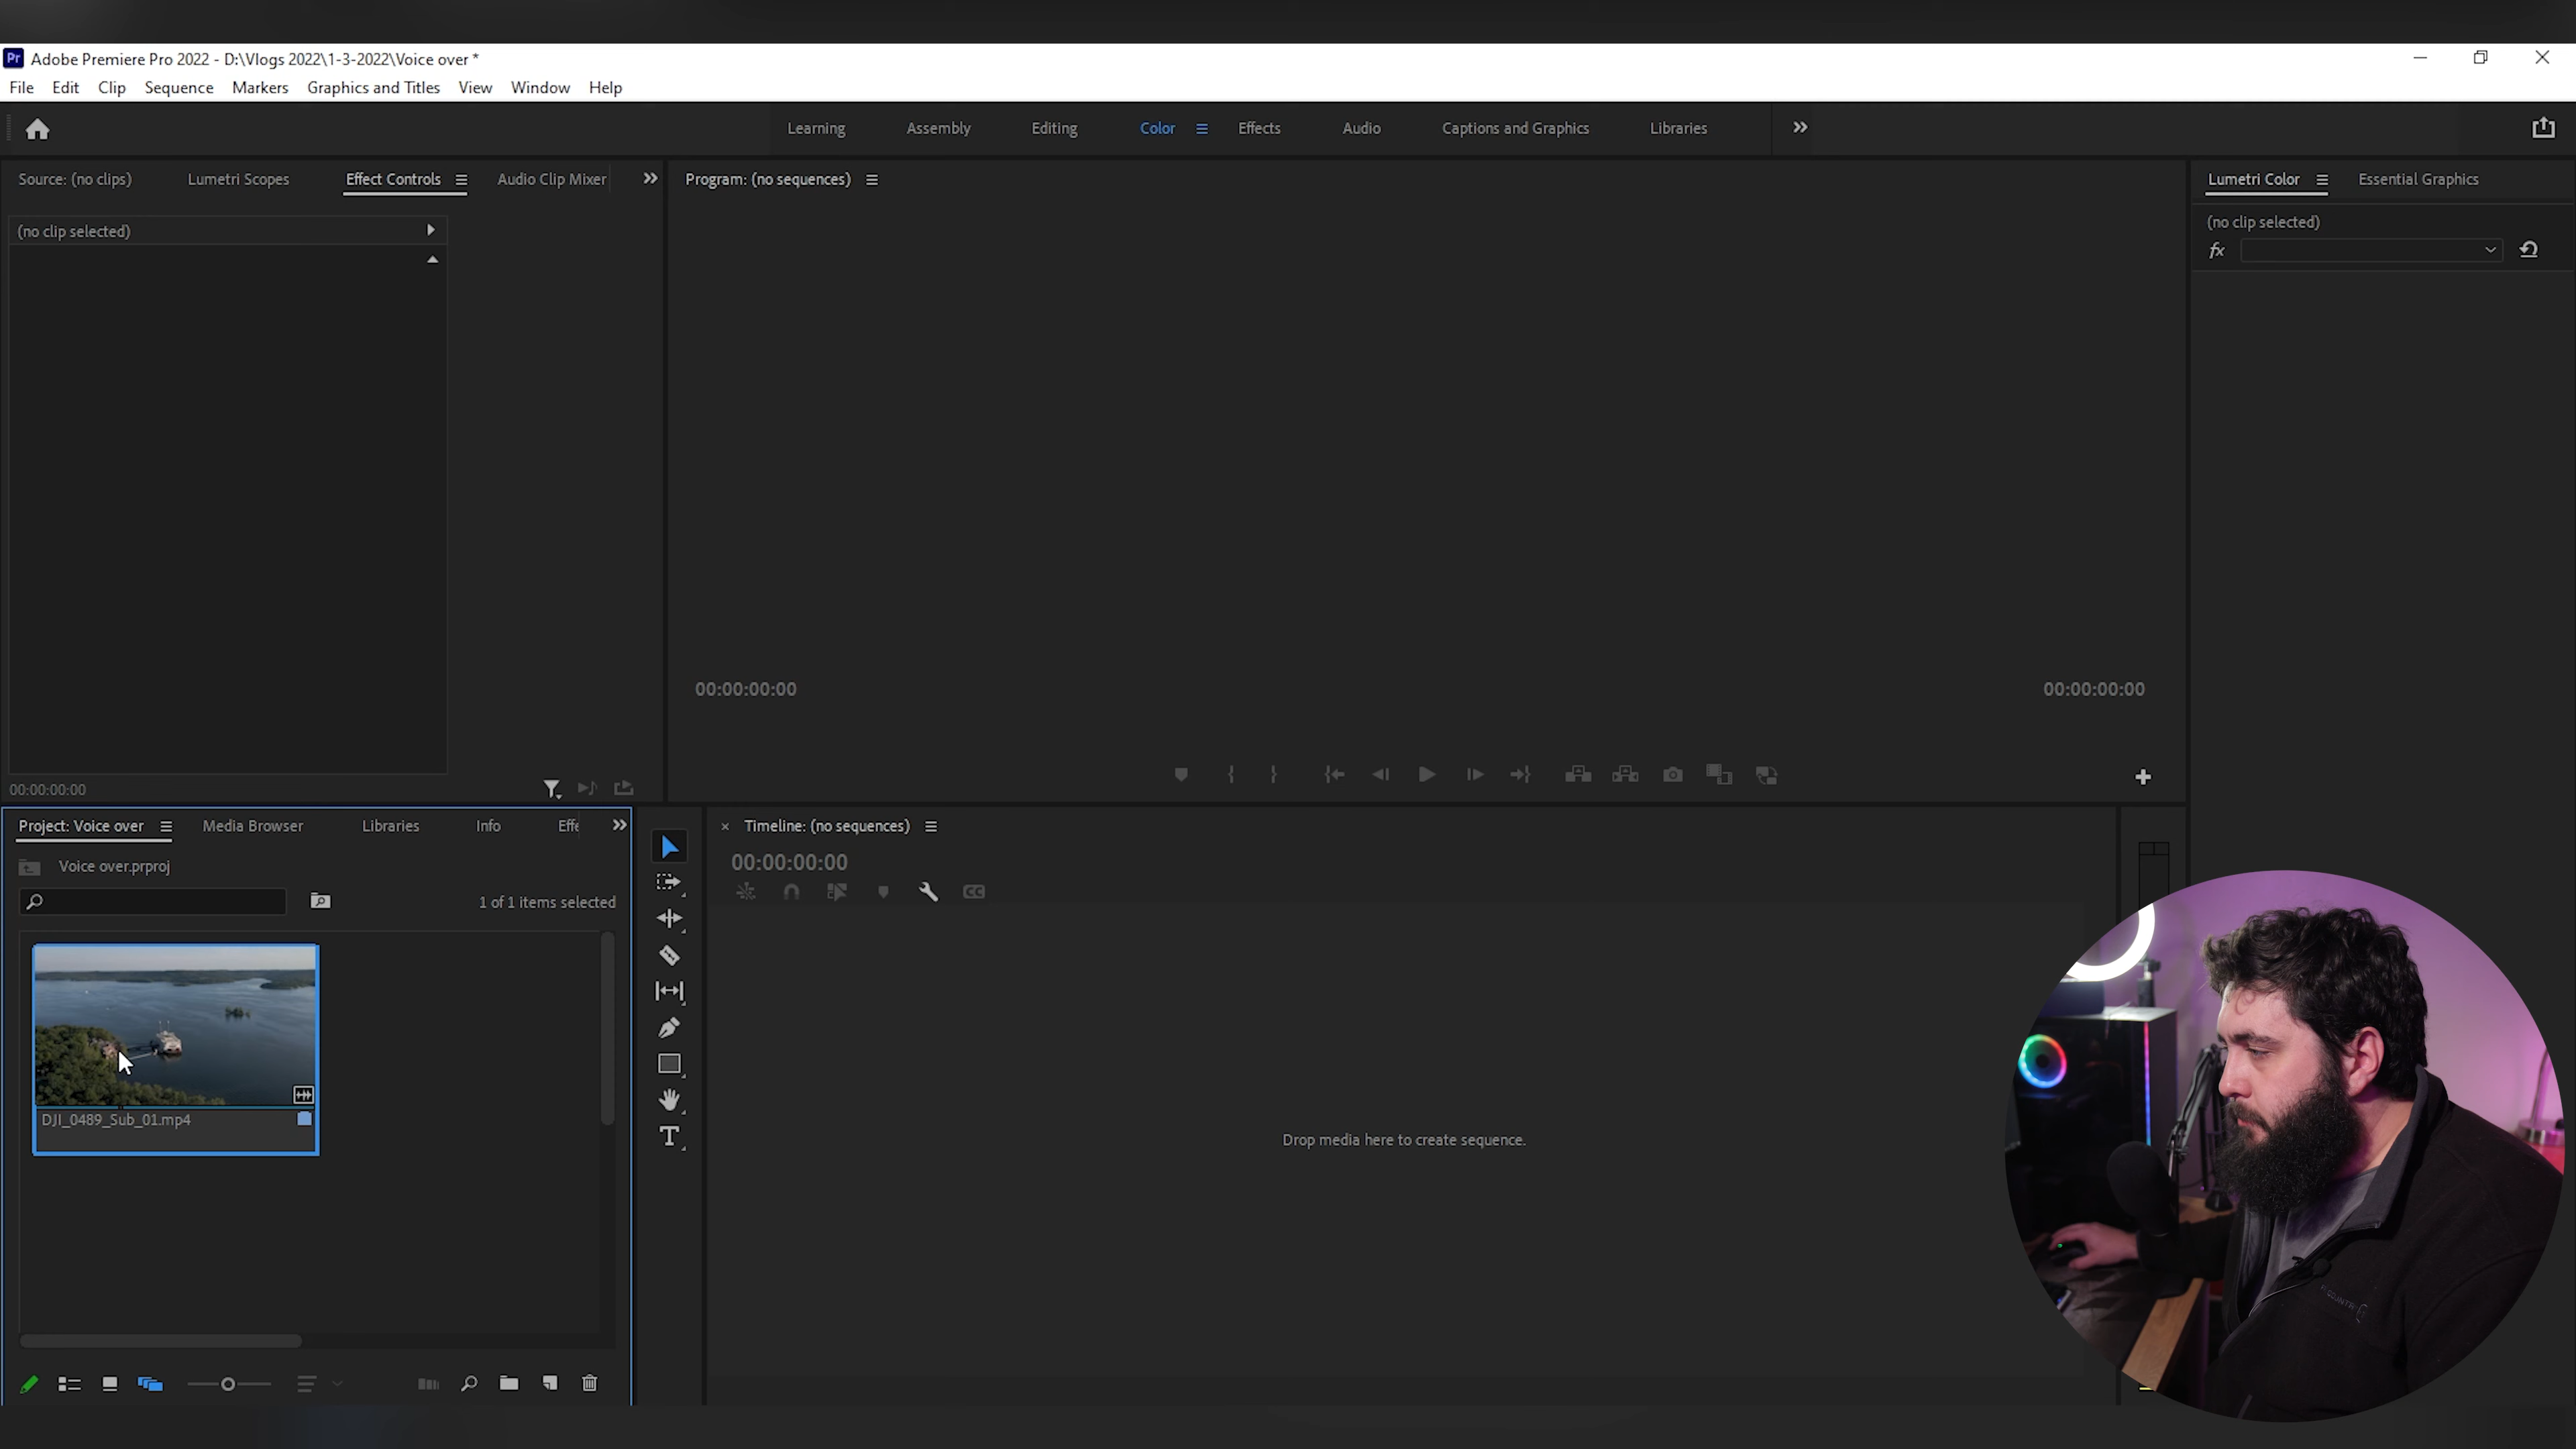 Pr Adobe Premiere Pro 2022 - D:\Vlogs 2022\1-3-2022\Voice over *
File Edit Clip Sequence Markers Graphics and Titles View Window Help
Learning Assembly Editing Color Effects Audio Captions and Graphics Libraries
Source: (no clips) Lumetri Scopes Effect Controls Audio Clip Mixer
Program: (no sequences)
Lumetri Color Essential Graphics
(no clip selected)
(no clip selected)
fx
00:00:00:00
00:00:00:00
00:00:00:00
Project: Voice over Media Browser Libraries Info Effe
Voice over.prproj
1 of 1 items selected
DJI_0489_Sub_01.mp4
Timeline: (no sequences)
00:00:00:00
CC
T
Drop media here to create sequence.